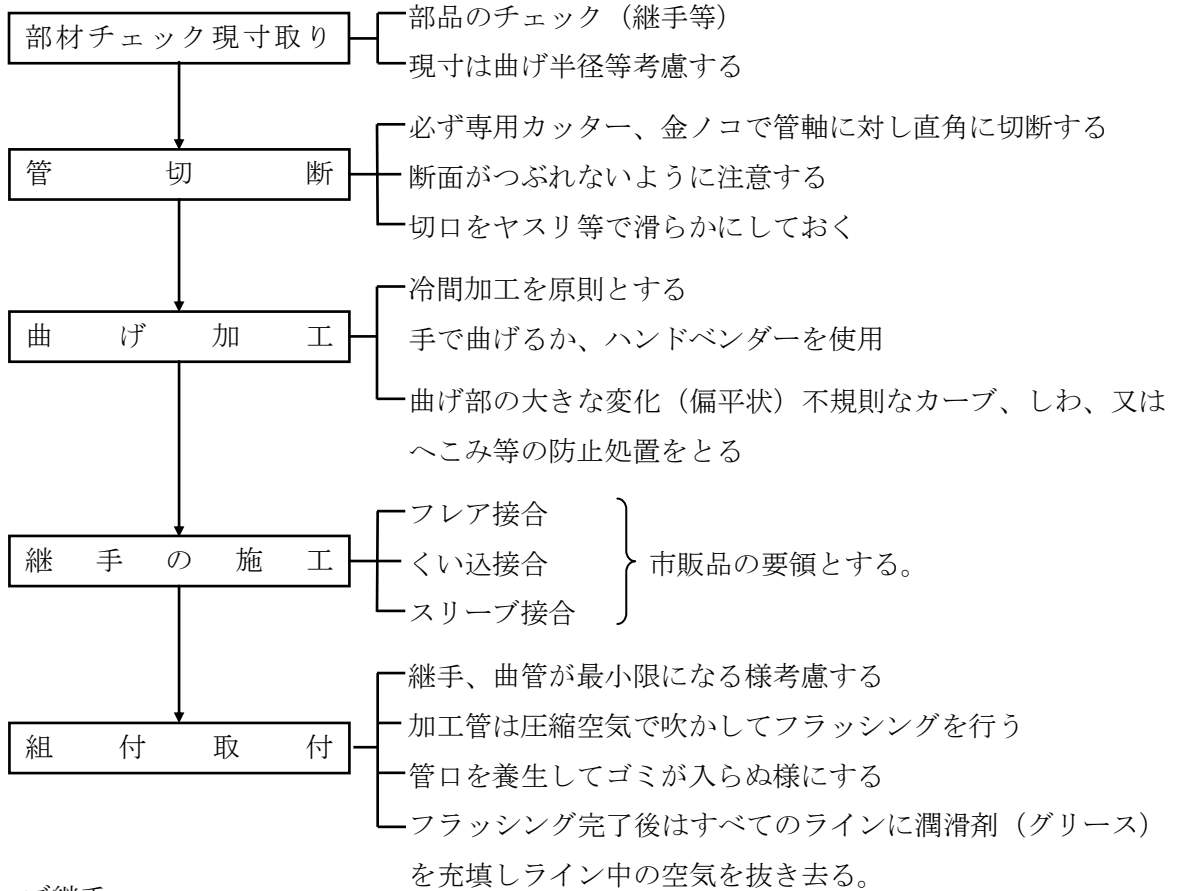 部材チェック現寸取り
部品のチェック（継手等）
現寸は曲げ半径等考慮する
管切断
必ず専用カッター、金ノコで管軸に対し直角に切断する
断面がつぶれないように注意する
切口をヤスリ等で滑らかにしておく
曲げ加工
冷間加工を原則とする
手で曲げるか、ハンドベンダーを使用
曲げ部の大きな変化（偏平状）不規則なカーブ、しわ、又は
へこみ等の防止処置をとる
継手の施工
フレア接合
くい込接合
スリーブ接合
市販品の要領とする。
組付取付
継手、曲管が最小限になる様考慮する
加工管は圧縮空気で吹かしてフラッシングを行う
管口を養生してゴミが入らぬ様にする
フラッシング完了後はすべてのラインに潤滑剤（グリース）
を充填しライン中の空気を抜き去る。